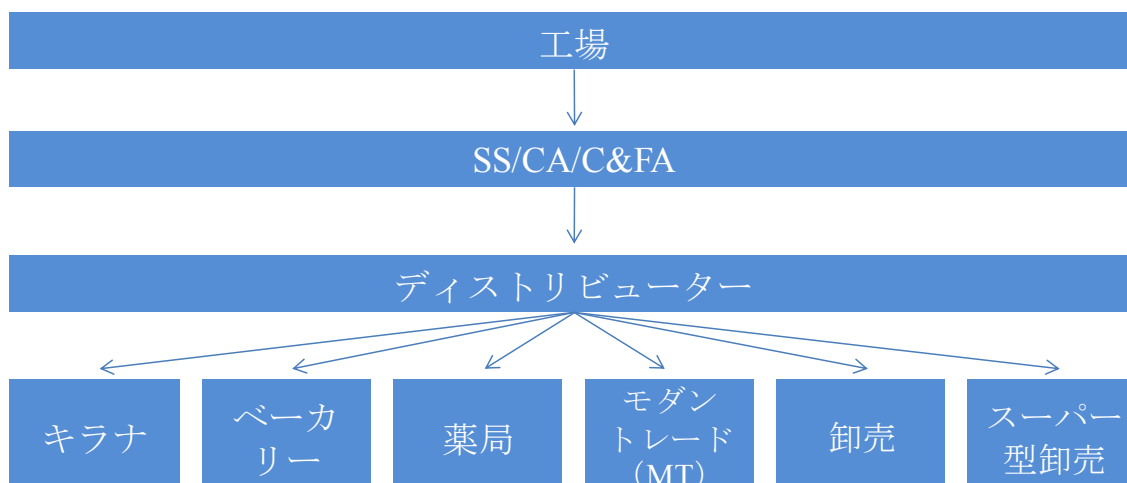 工場
SS/CA/C&FA
ディストリビューター
キラナ
ベーカ
リー
薬局
モダン
トレード
（MT）
卸売
スーパー
型卸売